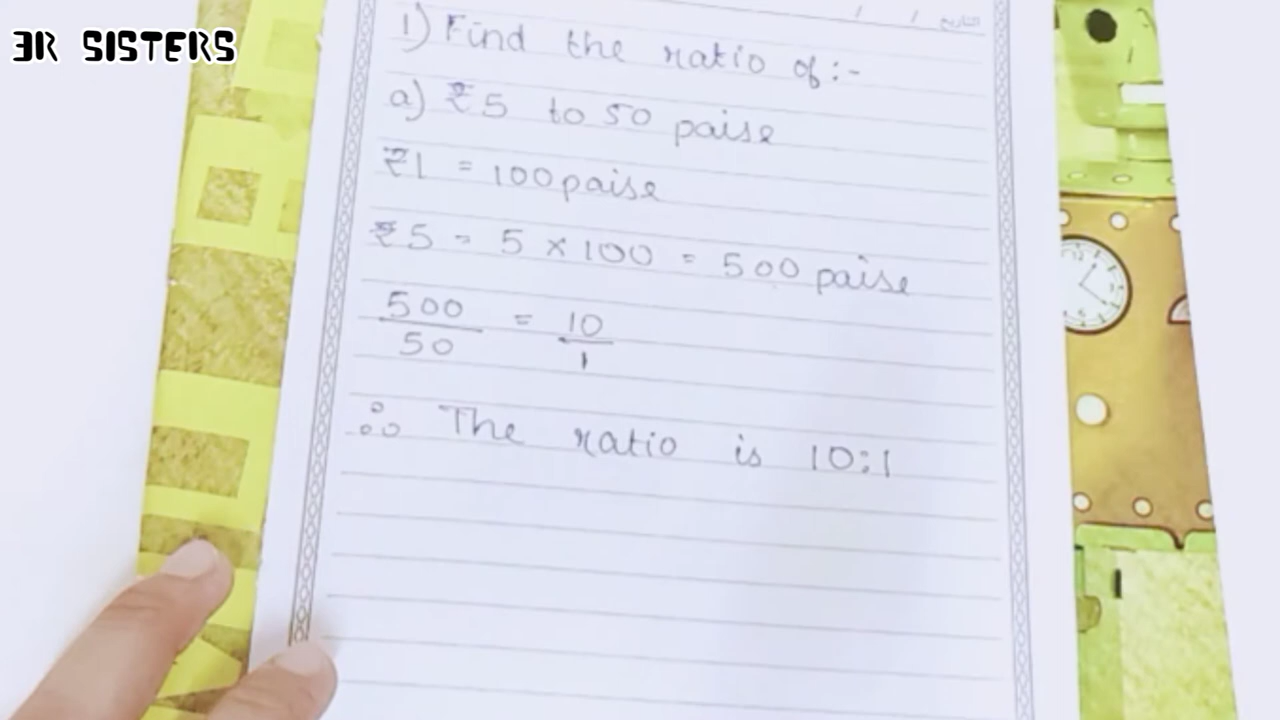 3R SISTERS
/ / التاريخ
1) Find the ratio of:-
a) ₹5 to 50 paise
₹1 = 100 paise
₹5 = 5 × 100 = 500 paise
500/50 = 10/1
∴ The ratio is 10:1